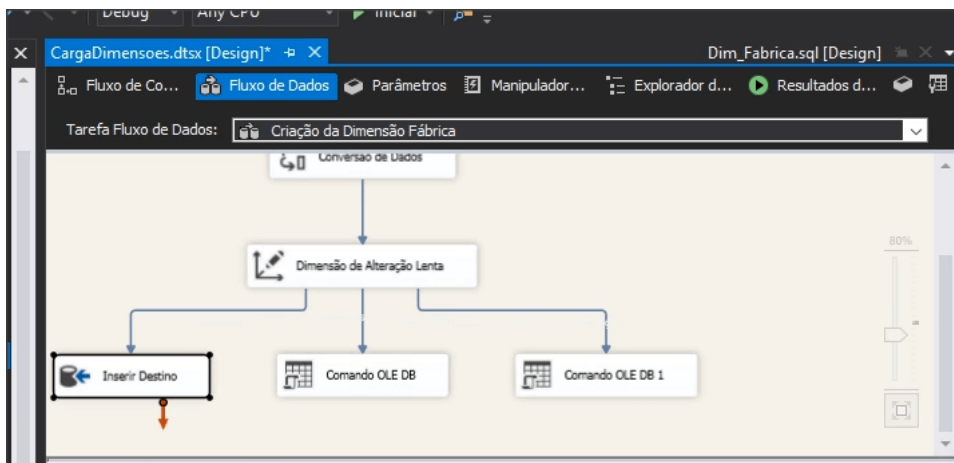 Debug Any CPU Iniciar
CargaDimensoes.dtsx [Design]* Dim_Fabrica.sql [Design]
Fluxo de Co... Fluxo de Dados Parâmetros Manipulador... Explorador d... Resultados d...
Tarefa Fluxo de Dados: Criação da Dimensão Fábrica
Conversão de Dados
80%
Dimensão de Alteração Lenta
Inserir Destino Comando OLE DB Comando OLE DB 1